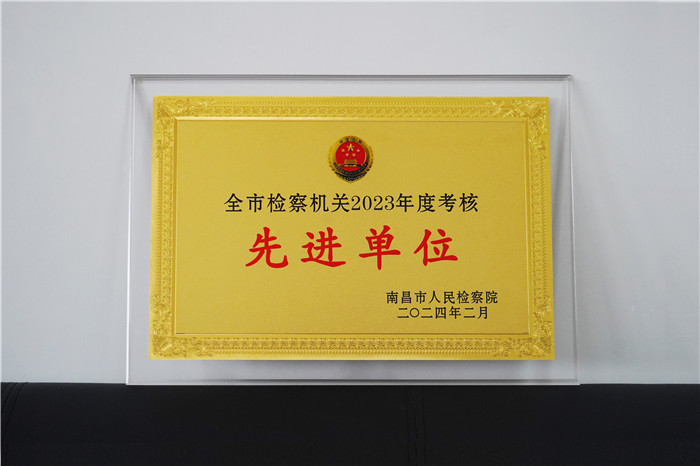 全市检察机关2023年度考核
先进单位
南昌市人民检察院
二〇二四年二月